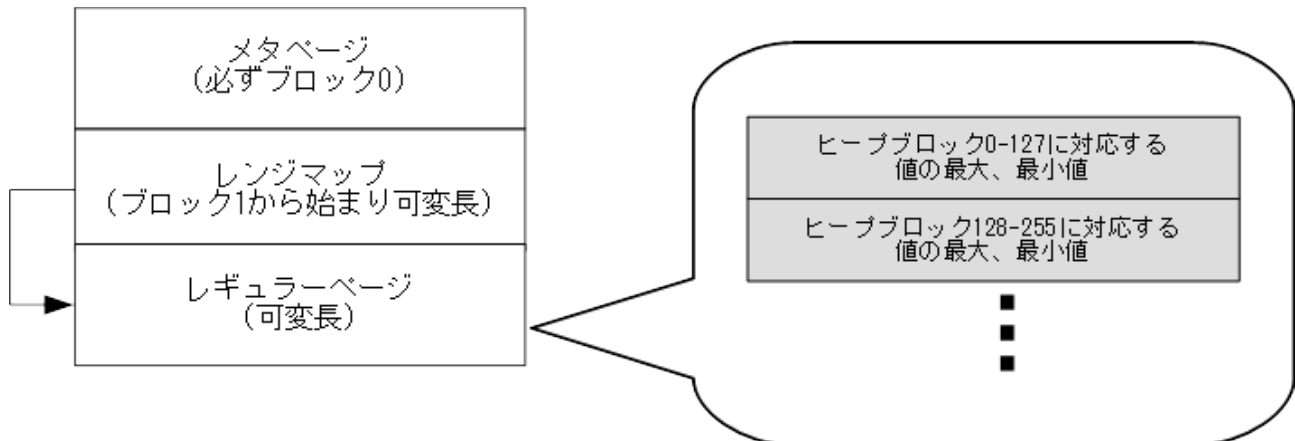 メタページ
(必ずブロック0)
レンジマップ
(ブロック1から始まり可変長)
レギュラーページ
(可変長)
ヒープブロック0-127に対応する
値の最大、最小値
ヒープブロック128-255に対応する
値の最大、最小値